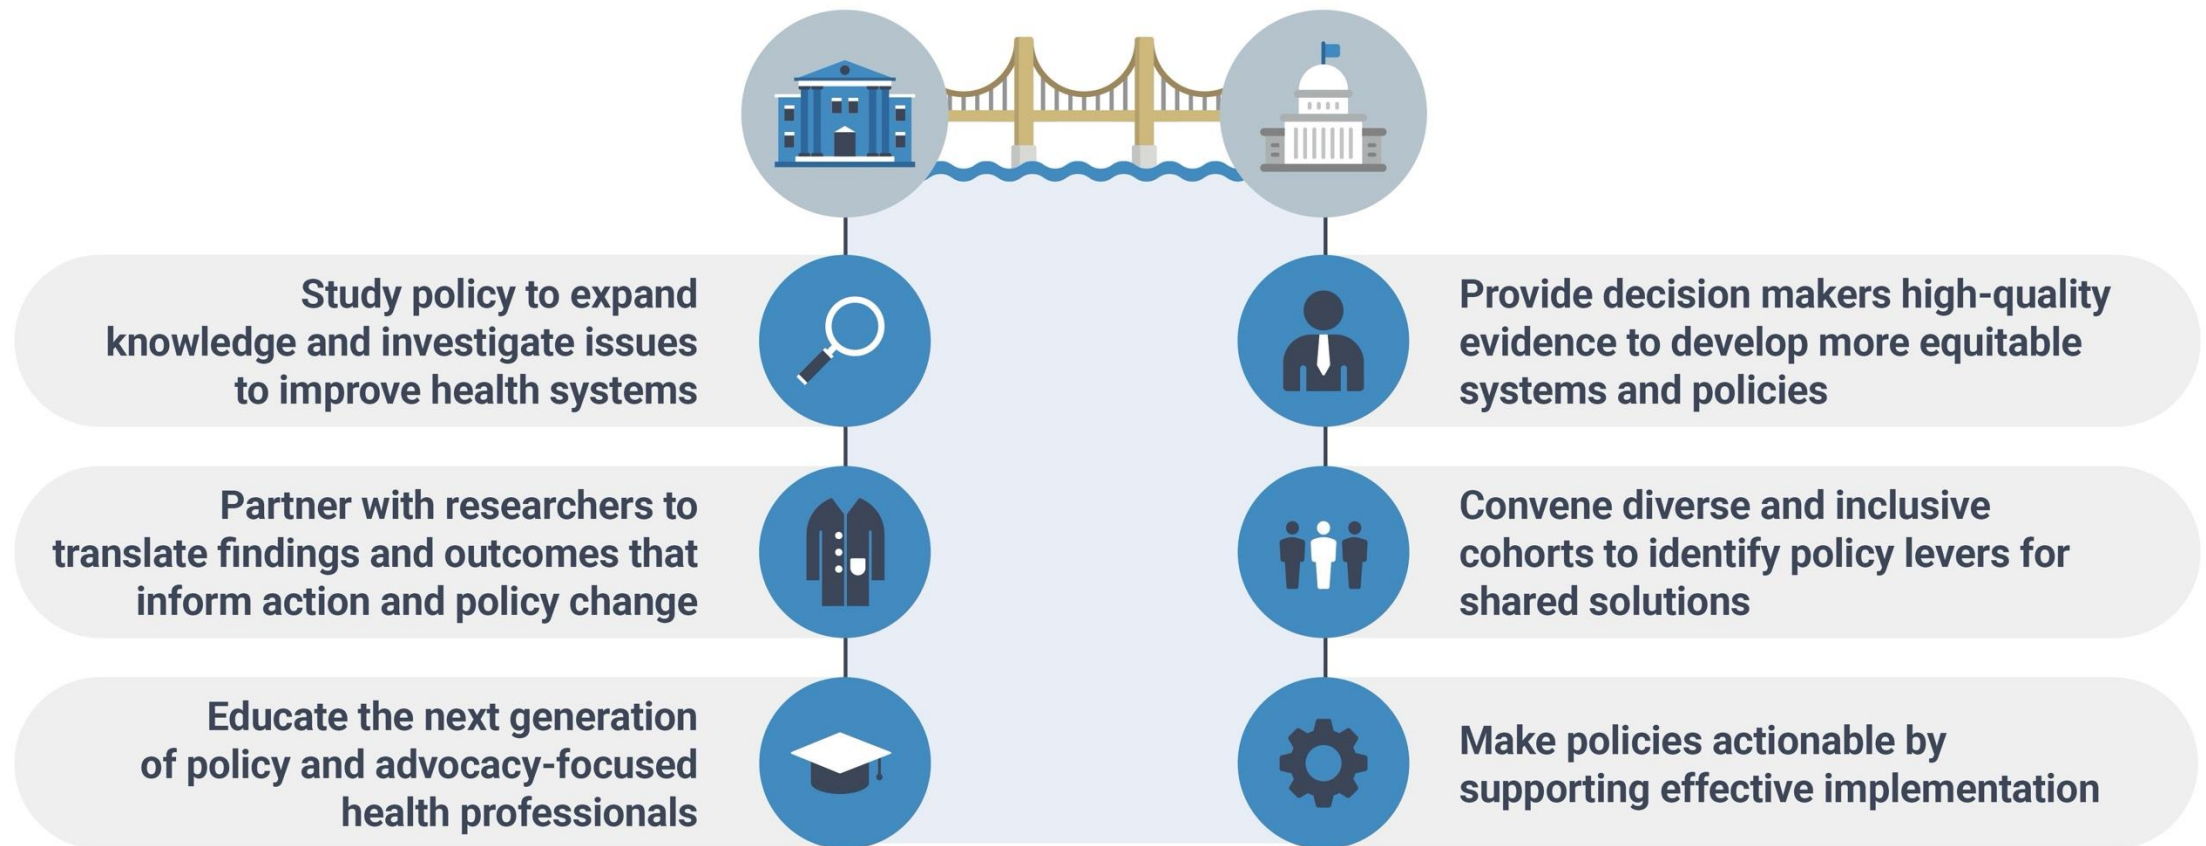 Study policy to expand
knowledge and investigate issues
to improve health systems
Partner with researchers to
translate findings and outcomes that
inform action and policy change
Educate the next generation
of policy and advocacy-focused
health professionals
Provide decision makers high-quality
evidence to develop more equitable
systems and policies
Convene diverse and inclusive
cohorts to identify policy levers for
shared solutions
Make policies actionable by
supporting effective implementation